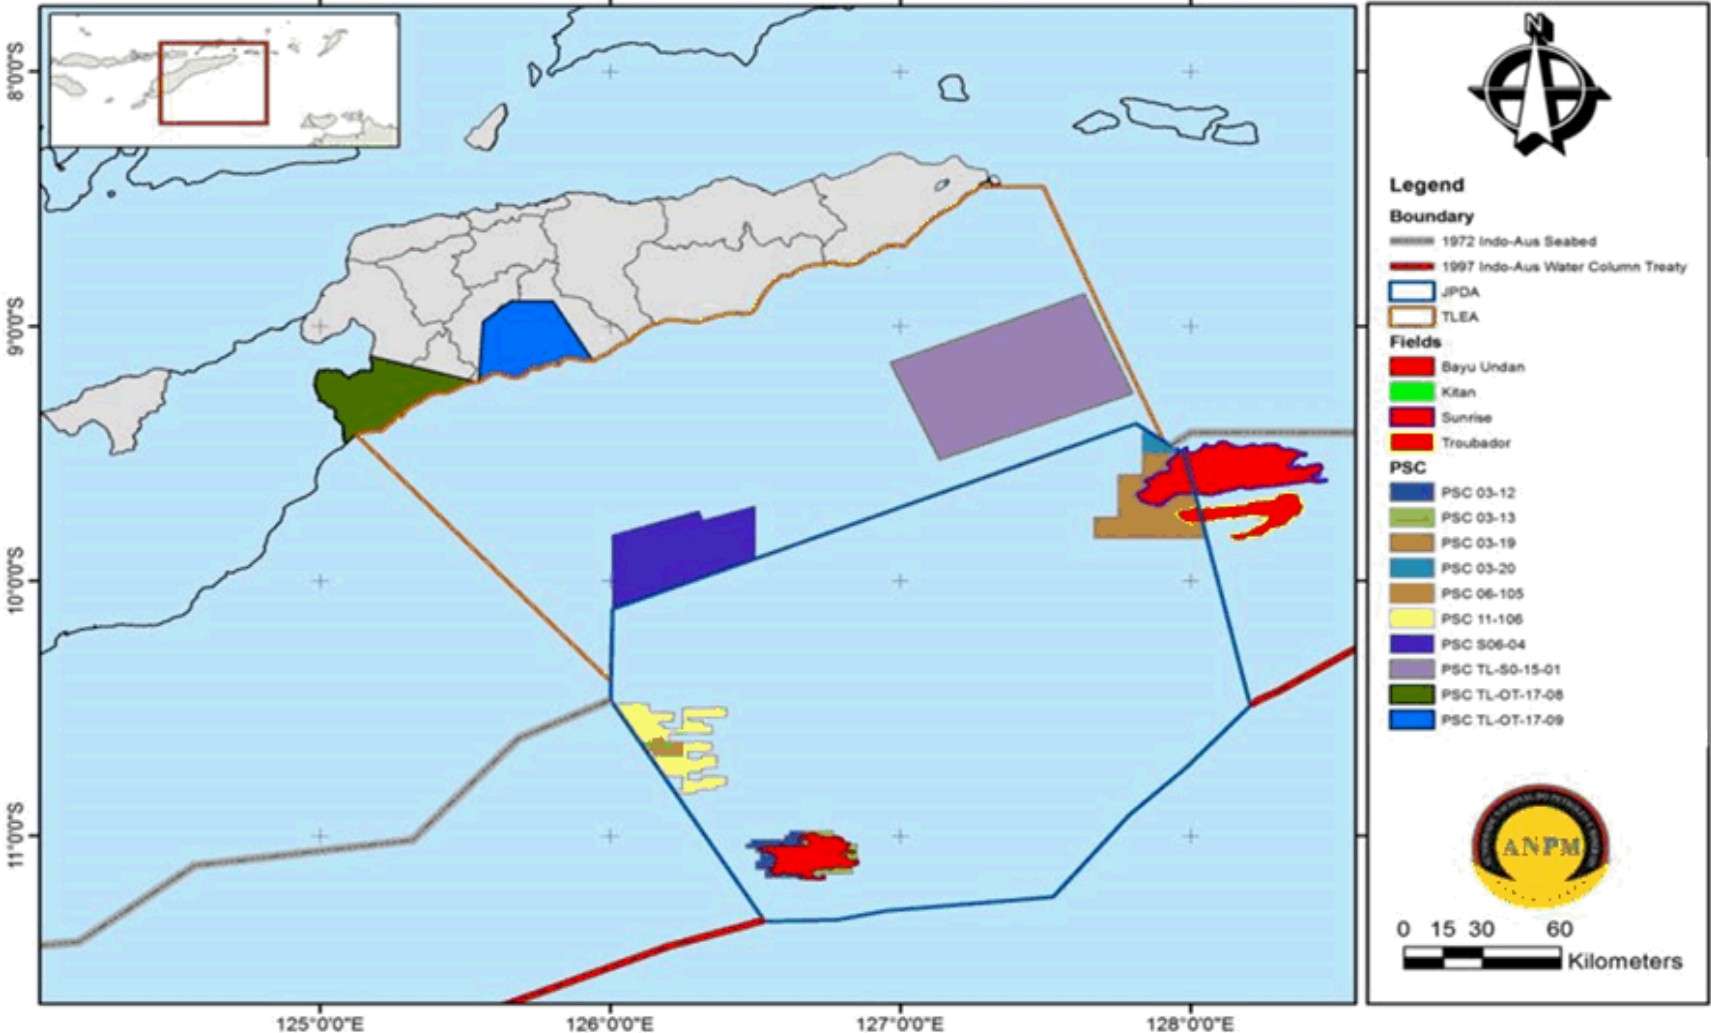 8°0'0"S
9°0'0"S
10°0'0"S
11°0'0"S
125°0'0"E
126°0'0"E
127°0'0"E
128°0'0"E
N
Legend
Boundary
1972 Indo-Aus Seabed
1997 Indo-Aus Water Column Treaty
JPDA
TLEA
Fields
Bayu Undan
Kitan
Sunrise
Troubador
PSC
PSC 03-12
PSC 03-13
PSC 03-19
PSC 03-20
PSC 06-105
PSC 11-106
PSC S06-04
PSC TL-S0-15-01
PSC TL-OT-17-08
PSC TL-OT-17-09
ANPM
0 15 30 60
Kilometers